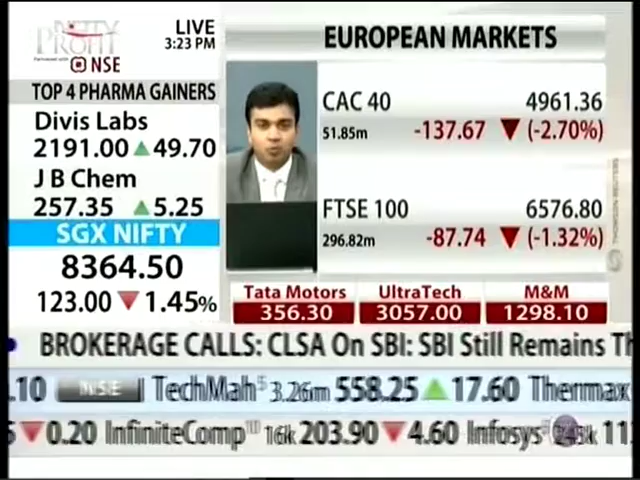 NDTV
PROFIT
NSE
LIVE
3:23 PM
EUROPEAN MARKETS
TOP 4 PHARMA GAINERS
Divis Labs
2191.00 ▲ 49.70
J B Chem
257.35 ▲ 5.25
SGX NIFTY
8364.50
123.00 ▼ 1.45%
CAC 40 4961.36
51.85m -137.67 ▼ (-2.70%)
FTSE 100 6576.80
296.82m -87.74 ▼ (-1.32%)
THOMSON REUTERS
Tata Motors UltraTech M&M
356.30 3057.00 1298.10
BROKERAGE CALLS: CLSA On SBI: SBI Still Remains Th
.10 NSE TechMah 3.26m 558.25 ▲ 17.60 Thermax
▼ 0.20 InfiniteComp 16k 203.90 ▼ 4.60 Infosys 11